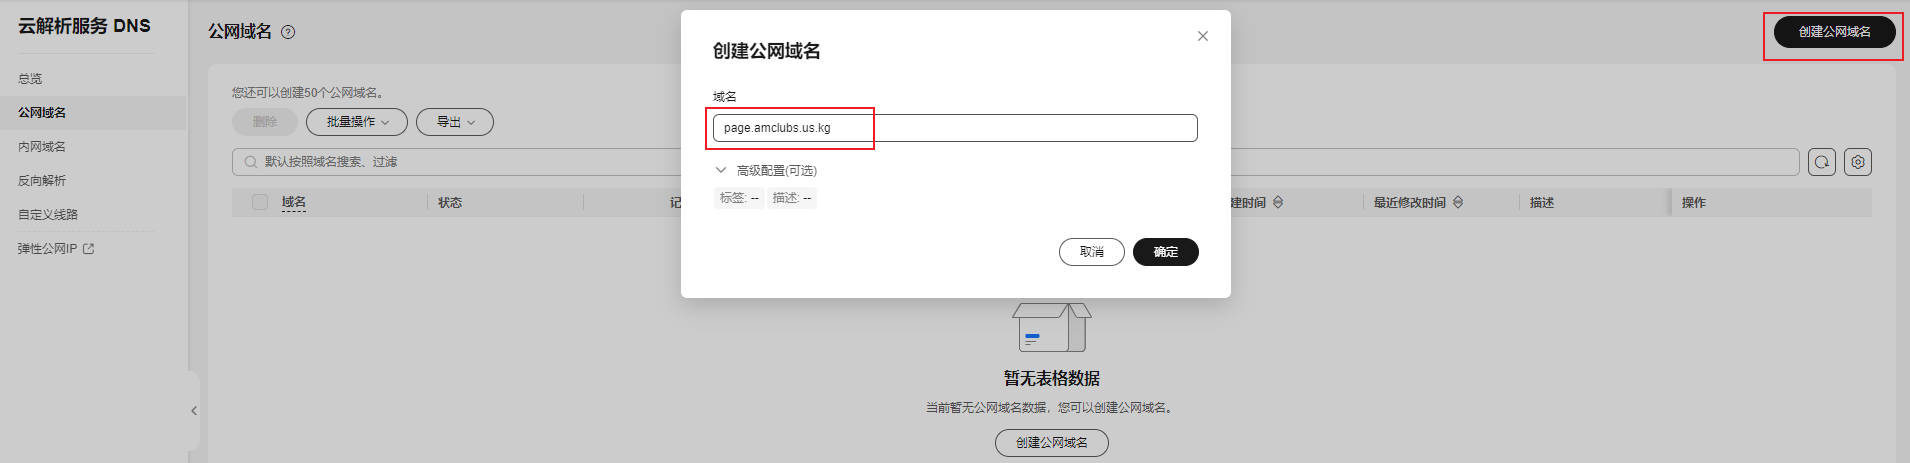 云解析服务 DNS
总览
公网域名
内网域名
反向解析
自定义线路
弹性公网IP
公网域名
创建公网域名
您还可以创建50个公网域名。
删除 批量操作 导出
默认按照域名搜索、过滤
域名 状态 记 建时间 最近修改时间 描述 操作
创建公网域名
域名
page.amclubs.us.kg
高级配置(可选)
标签: -- 描述: --
取消 确定
暂无表格数据
当前暂无公网域名数据，您可以创建公网域名。
创建公网域名